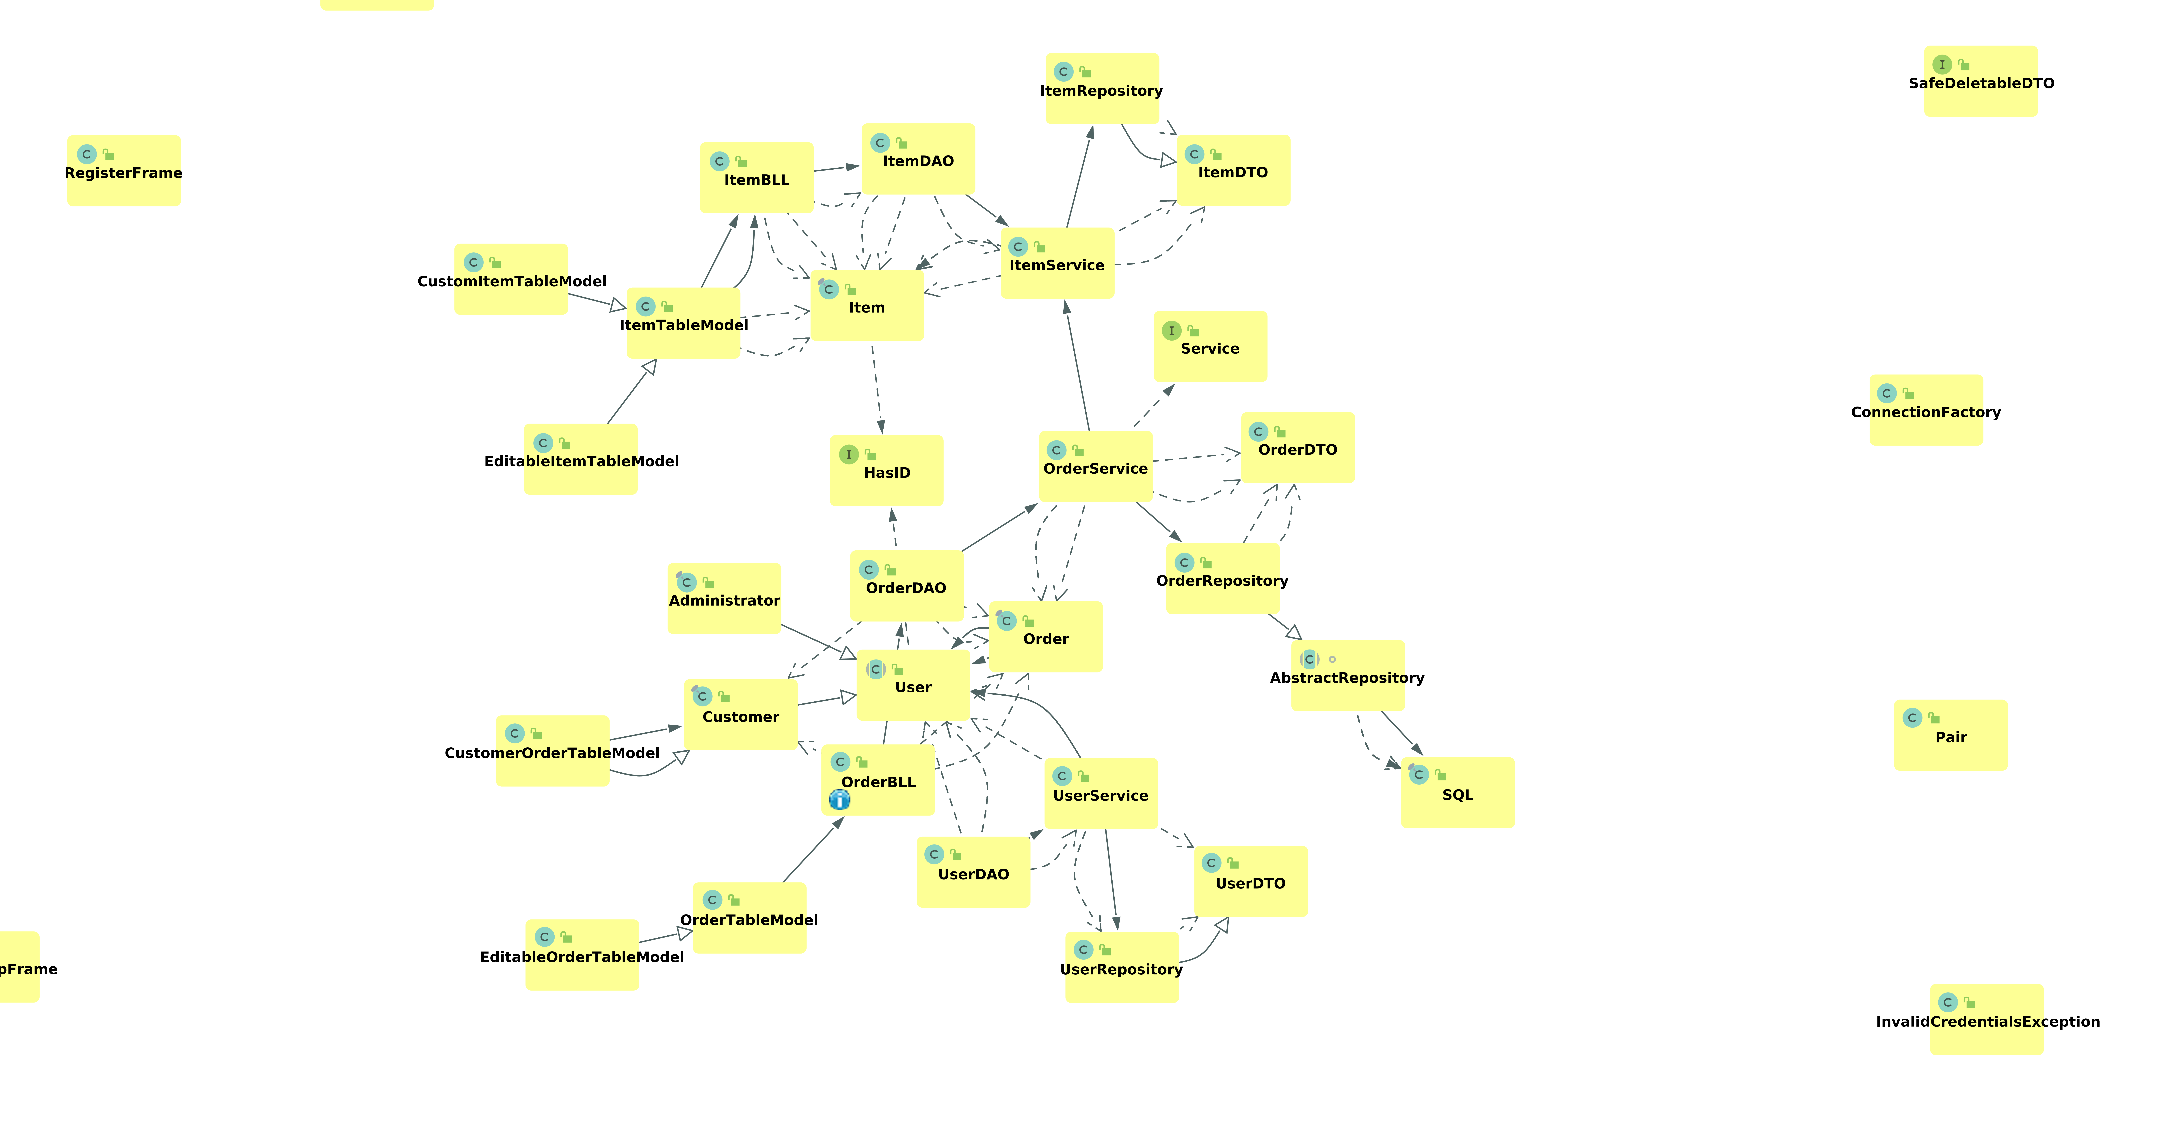 ItemRepository
SafeDeletableDTO
RegisterFrame
ItemBLL
ItemDAO
ItemDTO
CustomItemTableModel
ItemTableModel
Item
ItemService
Service
EditableItemTableModel
HasID
OrderService
OrderDTO
ConnectionFactory
Administrator
OrderDAO
Order
OrderRepository
User
Customer
AbstractRepository
CustomerOrderTableModel
OrderBLL
UserService
SQL
Pair
UserDAO
UserDTO
OrderTableModel
EditableOrderTableModel
UserRepository
pFrame
InvalidCredentialsException